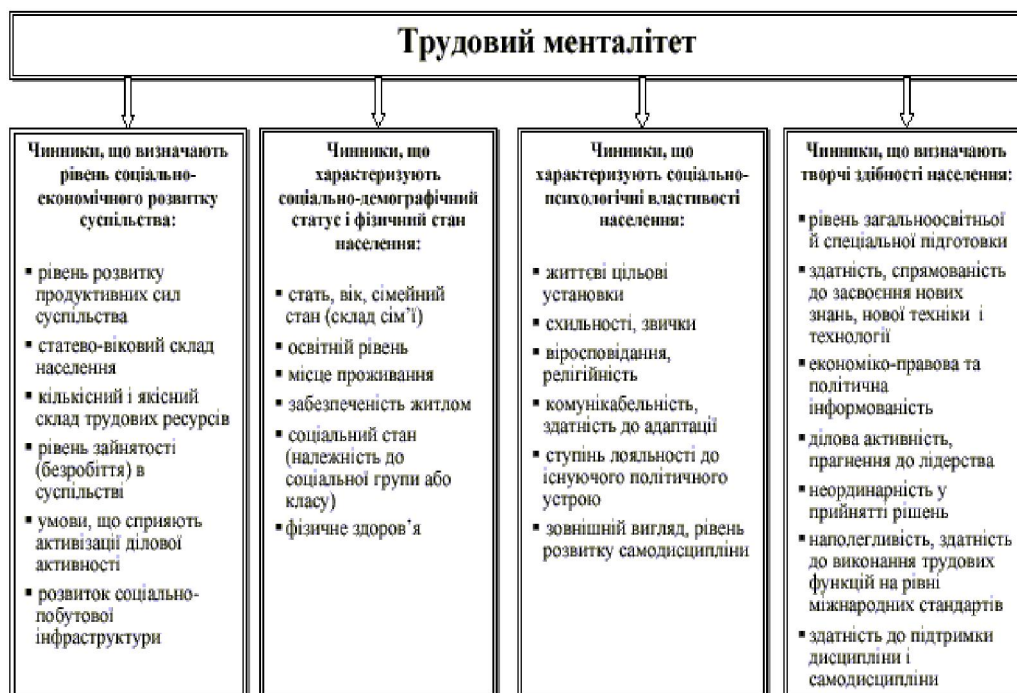 Трудовий менталітет
Чинники, що визначають
рівень соціально-
економічного розвитку
суспільства:
▪ рівень розвитку
продуктивних сил
суспільства
▪ статево-віковий склад
населення
▪ кількісний і якісний
склад трудових ресурсів
▪ рівень зайнятості
(безробіття) в
суспільстві
▪ умови, що сприяють
активізації ділової
активності
▪ розвиток соціально-
побутової
інфраструктури
Чинники, що
характеризують
соціально-демографічний
статус і фізичний стан
населення:
▪ стать, вік, сімейний
стан (склад сім’ї)
▪ освітній рівень
▪ місце проживання
▪ забезпеченість житлом
▪ соціальний стан
(належність до
соціальної групи або
класу)
▪ фізичне здоров’я
Чинники, що
характеризують соціально-
психологічні властивості
населення:
▪ життєві цільові
установки
▪ схильності, звички
▪ віросповідання,
релігійність
▪ комунікабельність,
здатність до адаптації
▪ ступінь лояльності до
існуючого політичного
устрою
▪ зовнішній вигляд, рівень
розвитку самодисципліни
Чинники, що визначають
творчі здібності населення:
▪ рівень загальноосвітньої
й спеціальної підготовки
▪ здатність, спрямованість
до засвоєння нових
знань, нової техніки і
технології
▪ економіко-правова та
політична
інформованість
▪ ділова активність,
прагнення до лідерства
▪ неординарність у
прийнятті рішень
▪ наполегливість, здатність
до виконання трудових
функцій на рівні
міжнародних стандартів
▪ здатність до підтримки
дисципліни і
самодисципліни